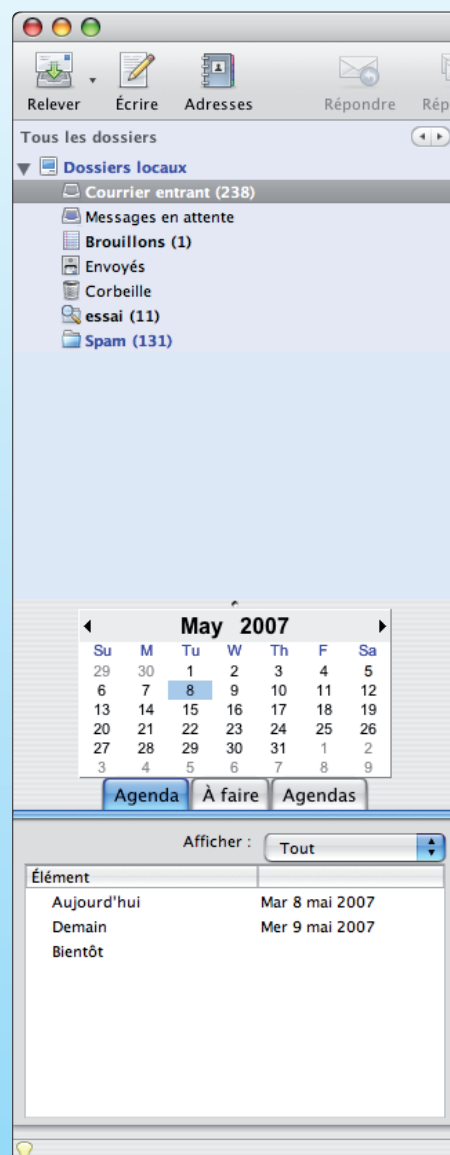 Relever Écrire Adresses Répondre Rép
Tous les dossiers
Dossiers locaux
Courrier entrant (238)
Messages en attente
Brouillons (1)
Envoyés
Corbeille
essai (11)
Spam (131)
May 2007
Su M Tu W Th F Sa
29 30 1 2 3 4 5
6 7 8 9 10 11 12
13 14 15 16 17 18 19
20 21 22 23 24 25 26
27 28 29 30 31 1 2
3 4 5 6 7 8 9
Agenda À faire Agendas
Afficher : Tout
Élément
Aujourd'hui Mar 8 mai 2007
Demain Mer 9 mai 2007
Bientôt